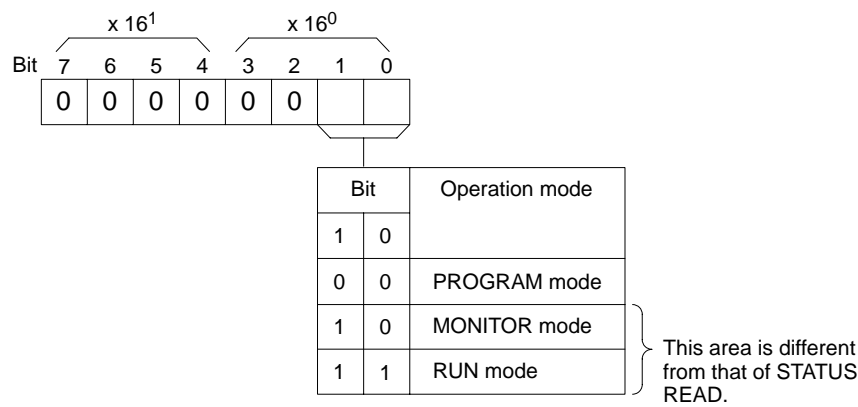 x 16¹ x 16⁰
Bit 7 6 5 4 3 2 1 0
0 0 0 0 0 0
Bit Operation mode
1 0
0 0 PROGRAM mode
1 0 MONITOR mode
1 1 RUN mode
This area is different
from that of STATUS
READ.